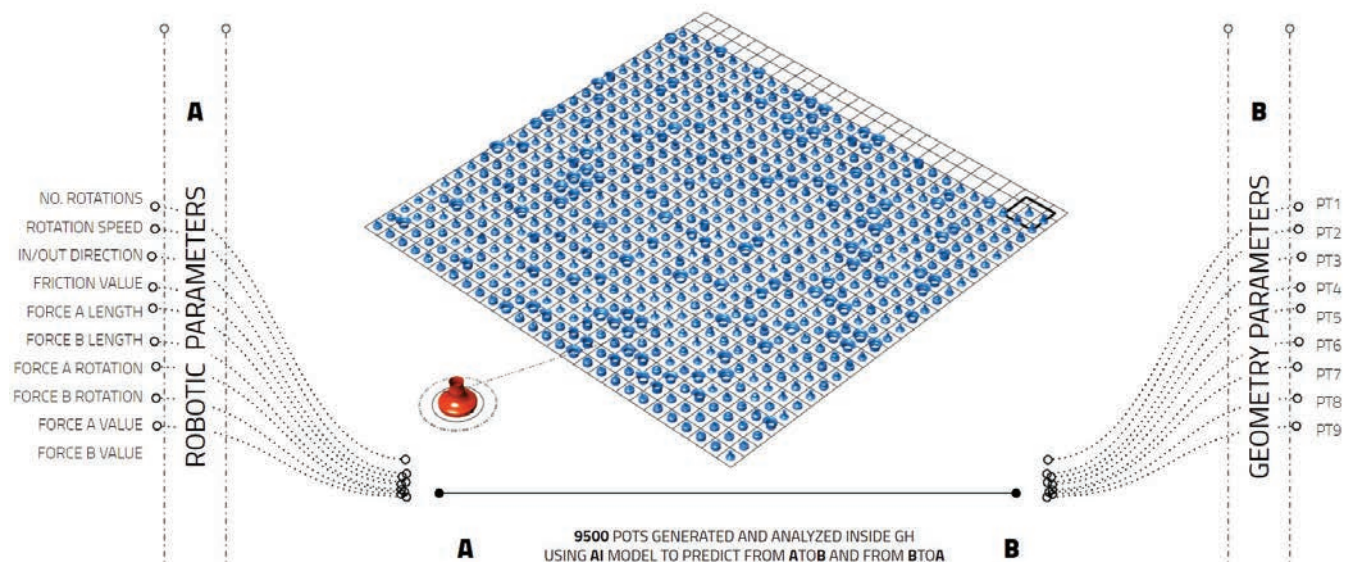 A
B
NO. ROTATIONS
ROTATION SPEED
IN/OUT DIRECTION
FRICTION VALUE
FORCE A LENGTH
FORCE B LENGTH
FORCE A ROTATION
FORCE B ROTATION
FORCE A VALUE
FORCE B VALUE
ROBOTIC PARAMETERS
GEOMETRY PARAMETERS
PT1
PT2
PT3
PT4
PT5
PT6
PT7
PT8
PT9
A
9500 POTS GENERATED AND ANALYZED INSIDE GH
USING AI MODEL TO PREDICT FROM ATOB AND FROM BTOA
B